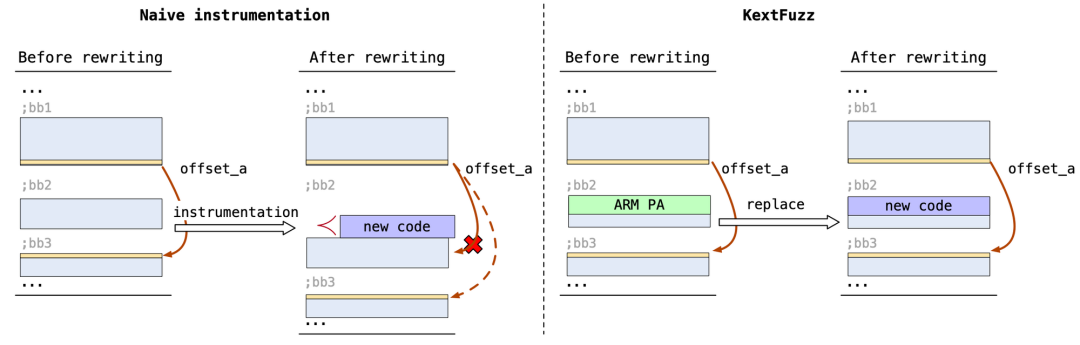 Naive instrumentation
Before rewriting
...
;bb1
offset_a
;bb2
instrumentation
;bb3
...
After rewriting
...
;bb1
offset_a
;bb2
new code
;bb3
...
KextFuzz
Before rewriting
...
;bb1
offset_a
;bb2
ARM PA
replace
;bb3
...
After rewriting
...
;bb1
offset_a
;bb2
new code
;bb3
...